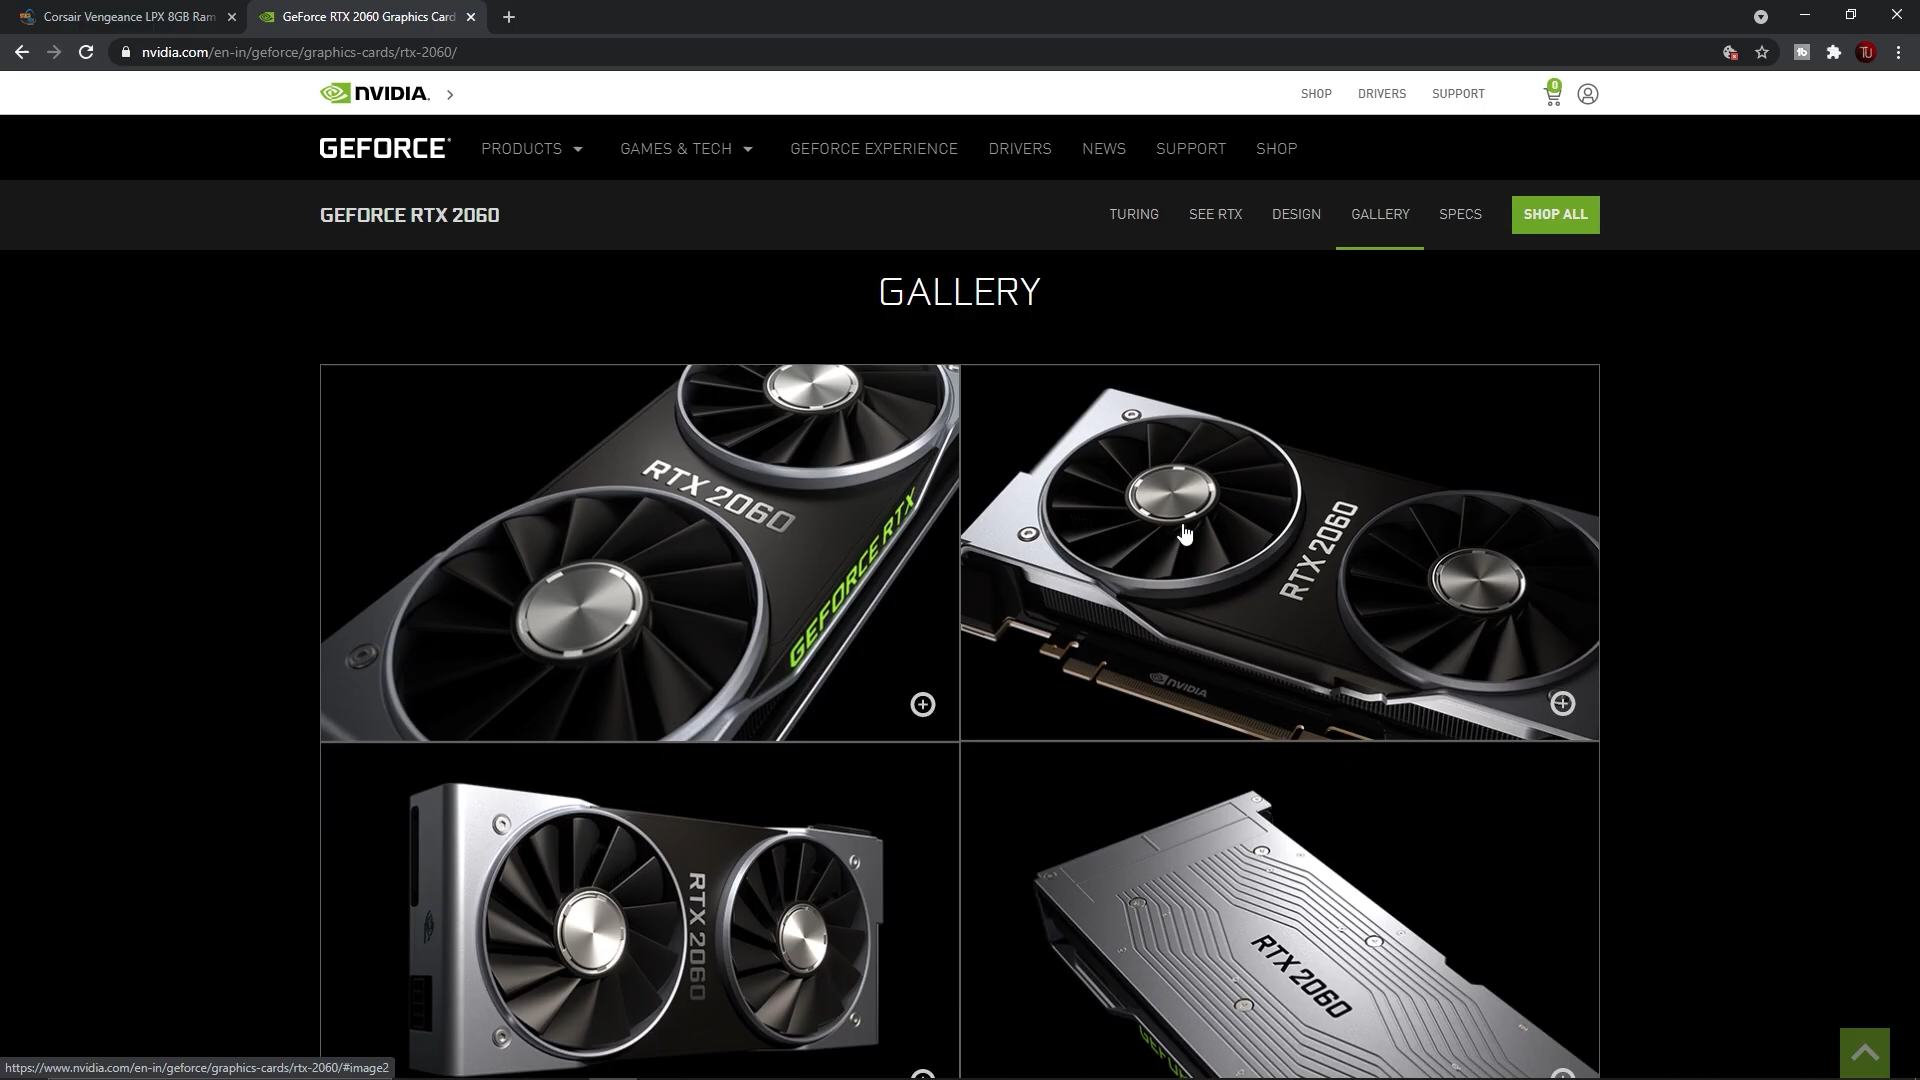 Corsair Vengeance LPX 8GB Ram
GeForce RTX 2060 Graphics Card
nvidia.com/en-in/geforce/graphics-cards/rtx-2060/
TU
NVIDIA.
SHOP
DRIVERS
SUPPORT
0
GEFORCE
PRODUCTS
GAMES & TECH
GEFORCE EXPERIENCE
DRIVERS
NEWS
SUPPORT
SHOP
GEFORCE RTX 2060
TURING
SEE RTX
DESIGN
GALLERY
SPECS
SHOP ALL
GALLERY
RTX 2060
GEFORCE RTX
RTX 2060
NVIDIA
RTX 2060
RTX 2060
https://www.nvidia.com/en-in/geforce/graphics-cards/rtx-2060/#image2